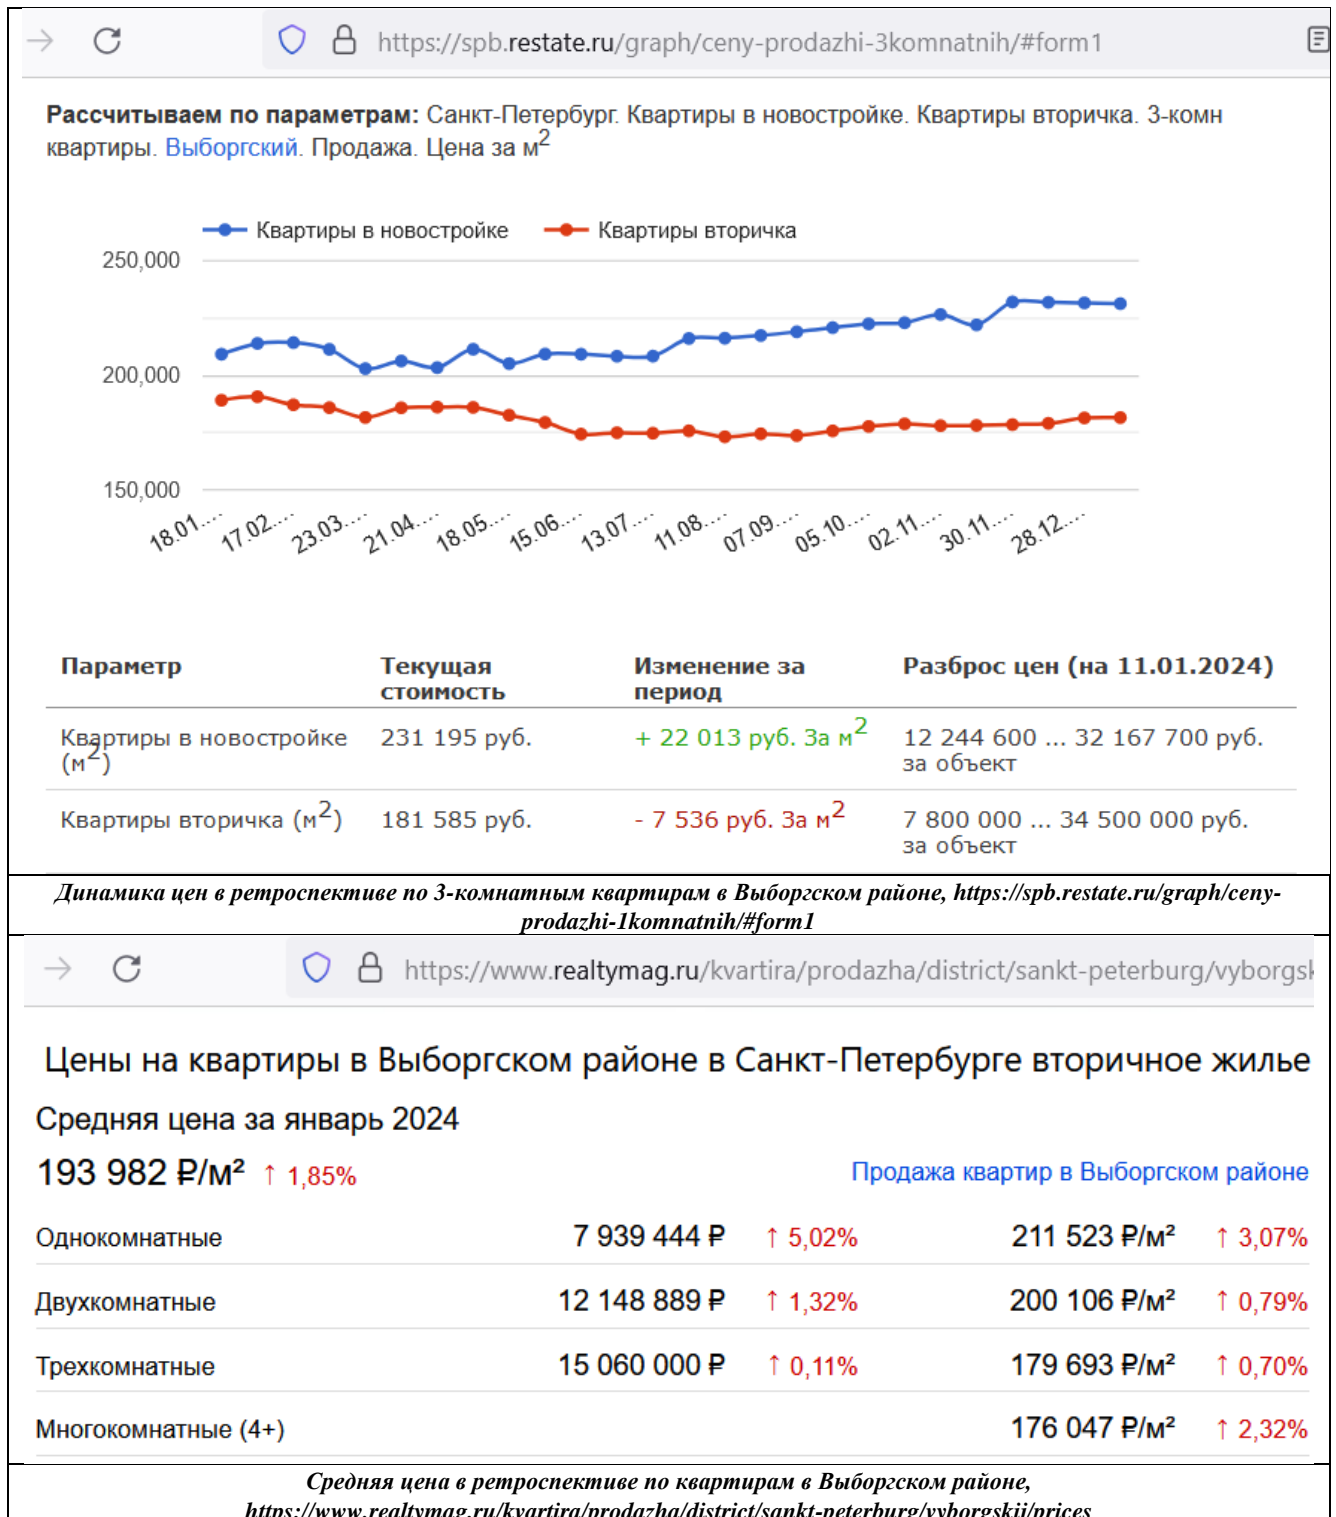 https://spb.restate.ru/graph/ceny-prodazhi-3komnatnih/#form1
Рассчитываем по параметрам: Санкт-Петербург. Квартиры в новостройке. Квартиры вторичка. 3-комн
квартиры. Выборгский. Продажа. Цена за м²
Квартиры в новостройке Квартиры вторичка
250,000
200,000
150,000
18.01.... 17.02.... 23.03.... 21.04.... 18.05.... 15.06.... 13.07.... 11.08.... 07.09.... 05.10.... 02.11.... 30.11.... 28.12....
Параметр Текущая стоимость Изменение за период Разброс цен (на 11.01.2024)
Квартиры в новостройке (м²) 231 195 руб. + 22 013 руб. За м² 12 244 600 ... 32 167 700 руб. за объект
Квартиры вторичка (м²) 181 585 руб. - 7 536 руб. За м² 7 800 000 ... 34 500 000 руб. за объект
Динамика цен в ретроспективе по 3-комнатным квартирам в Выборгском районе, https://spb.restate.ru/graph/ceny-
prodazhi-1komnatnih/#form1
https://www.realtymag.ru/kvartira/prodazha/district/sankt-peterburg/vyborgsk
Цены на квартиры в Выборгском районе в Санкт-Петербурге вторичное жилье
Средняя цена за январь 2024
193 982 ₽/м² ↑ 1,85% Продажа квартир в Выборгском районе
Однокомнатные 7 939 444 ₽ ↑ 5,02% 211 523 ₽/м² ↑ 3,07%
Двухкомнатные 12 148 889 ₽ ↑ 1,32% 200 106 ₽/м² ↑ 0,79%
Трехкомнатные 15 060 000 ₽ ↑ 0,11% 179 693 ₽/м² ↑ 0,70%
Многокомнатные (4+) 176 047 ₽/м² ↑ 2,32%
Средняя цена в ретроспективе по квартирам в Выборгском районе,
https://www.realtymag.ru/kvartira/prodazha/district/sankt-peterburg/vyborgskij/prices